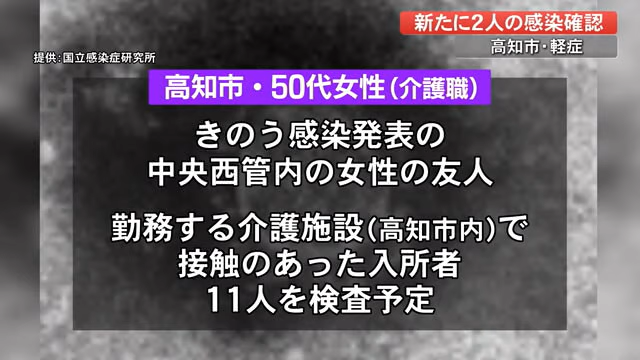 新たに2人の感染確認
高知市・軽症
提供:国立感染症研究所
高知市・50代女性(介護職)
きのう感染発表の
中央西管内の女性の友人
勤務する介護施設(高知市内)で
接触のあった入所者
11人を検査予定